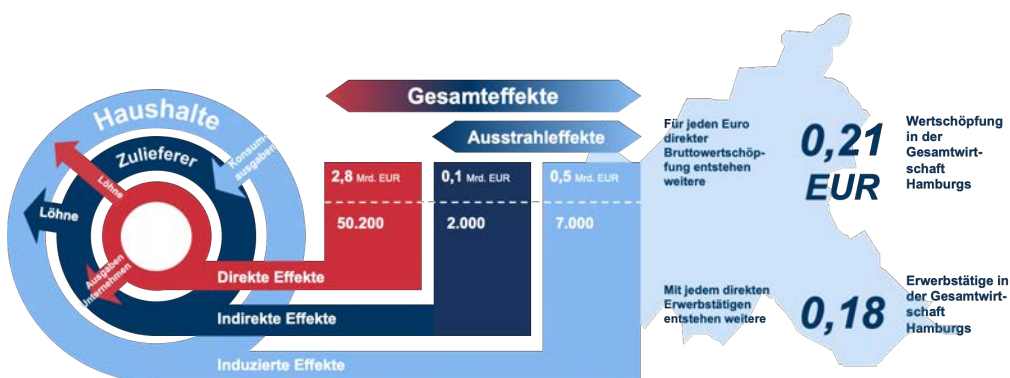 Haushalte
Zulieferer
Konsum-
ausgaben
Löhne
Löhne
Ausgaben
Unternehmen
Gesamteffekte
Ausstrahleffekte
2,8 Mrd. EUR
0,1 Mrd. EUR
0,5 Mrd. EUR
50.200
2.000
7.000
Direkte Effekte
Indirekte Effekte
Induzierte Effekte
Für jeden Euro
direkter
Bruttowertschöp-
fung entstehen
weitere
0,21
EUR
Wertschöpfung
in der
Gesamtwirt-
schaft
Hamburgs
Mit jedem direkten
Erwerbstätigen
entstehen weitere
0,18
Erwerbstätige in
der Gesamtwirt-
schaft
Hamburgs